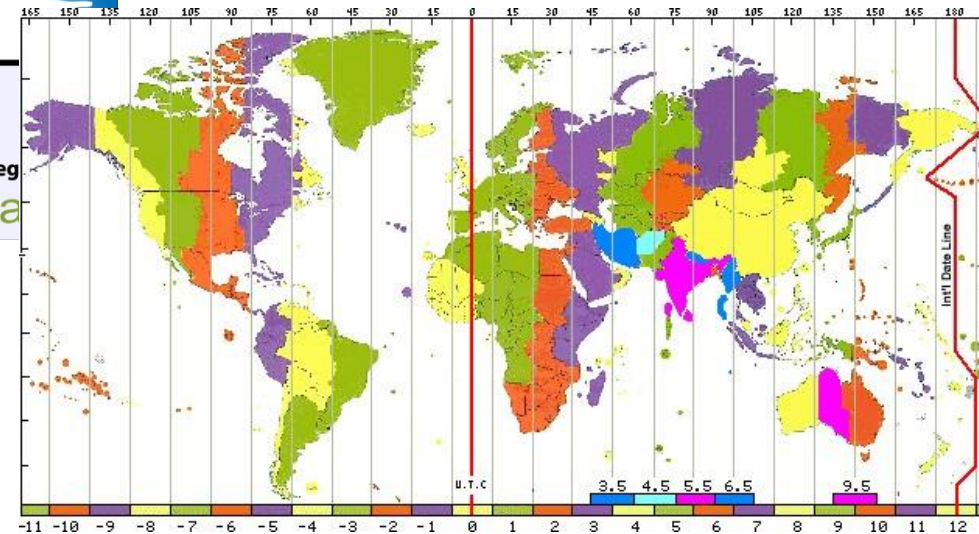 165 150 135 120 105 90 75 60 45 30 15 0 15 30 45 60 75 90 105 120 135 150 165 180
eg
a
Int'l Date Line
U.T.C
3.5 4.5 5.5 6.5 9.5
-11 -10 -9 -8 -7 -6 -5 -4 -3 -2 -1 0 1 2 3 4 5 6 7 8 9 10 11 12